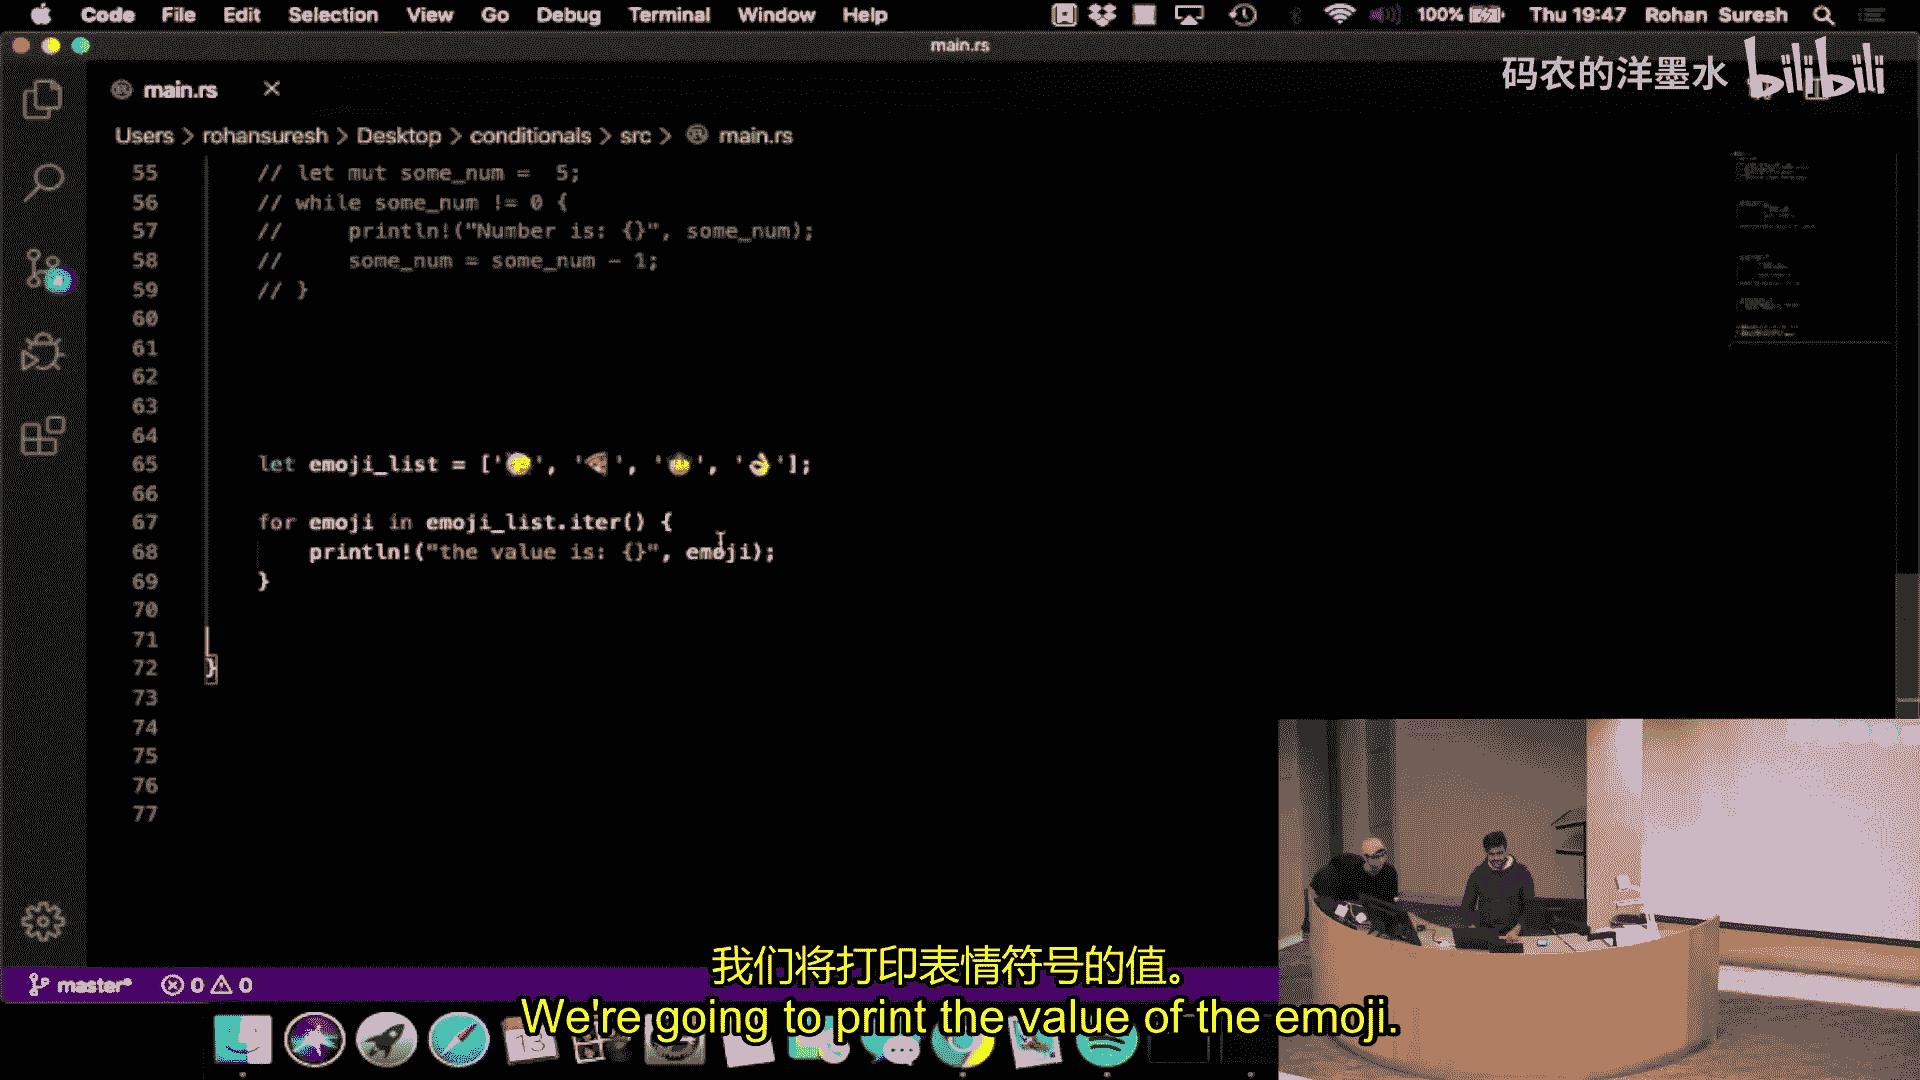 Code File Edit Selection View Go Debug Terminal Window Help 100% Thu 19:47 Rohan Suresh
main.rs
码农的洋墨水 bilibili
main.rs
Users > rohansuresh > Desktop > conditionals > src > main.rs
55 // let mut some_num = 5;
56 // while some_num != 0 {
57 // println!("Number is: {}", some_num);
58 // some_num = some_num - 1;
59 // }
60
61
62
63
64
65 let emoji_list = ['', '🍕', '', '👌'];
66
67 for emoji in emoji_list.iter() {
68 println!("the value is: {}", emoji);
69 }
70
71
72 }
73
74
75
76
77
master* 0 0
13
我们将打印表情符号的值。
We're going to print the value of the emoji.